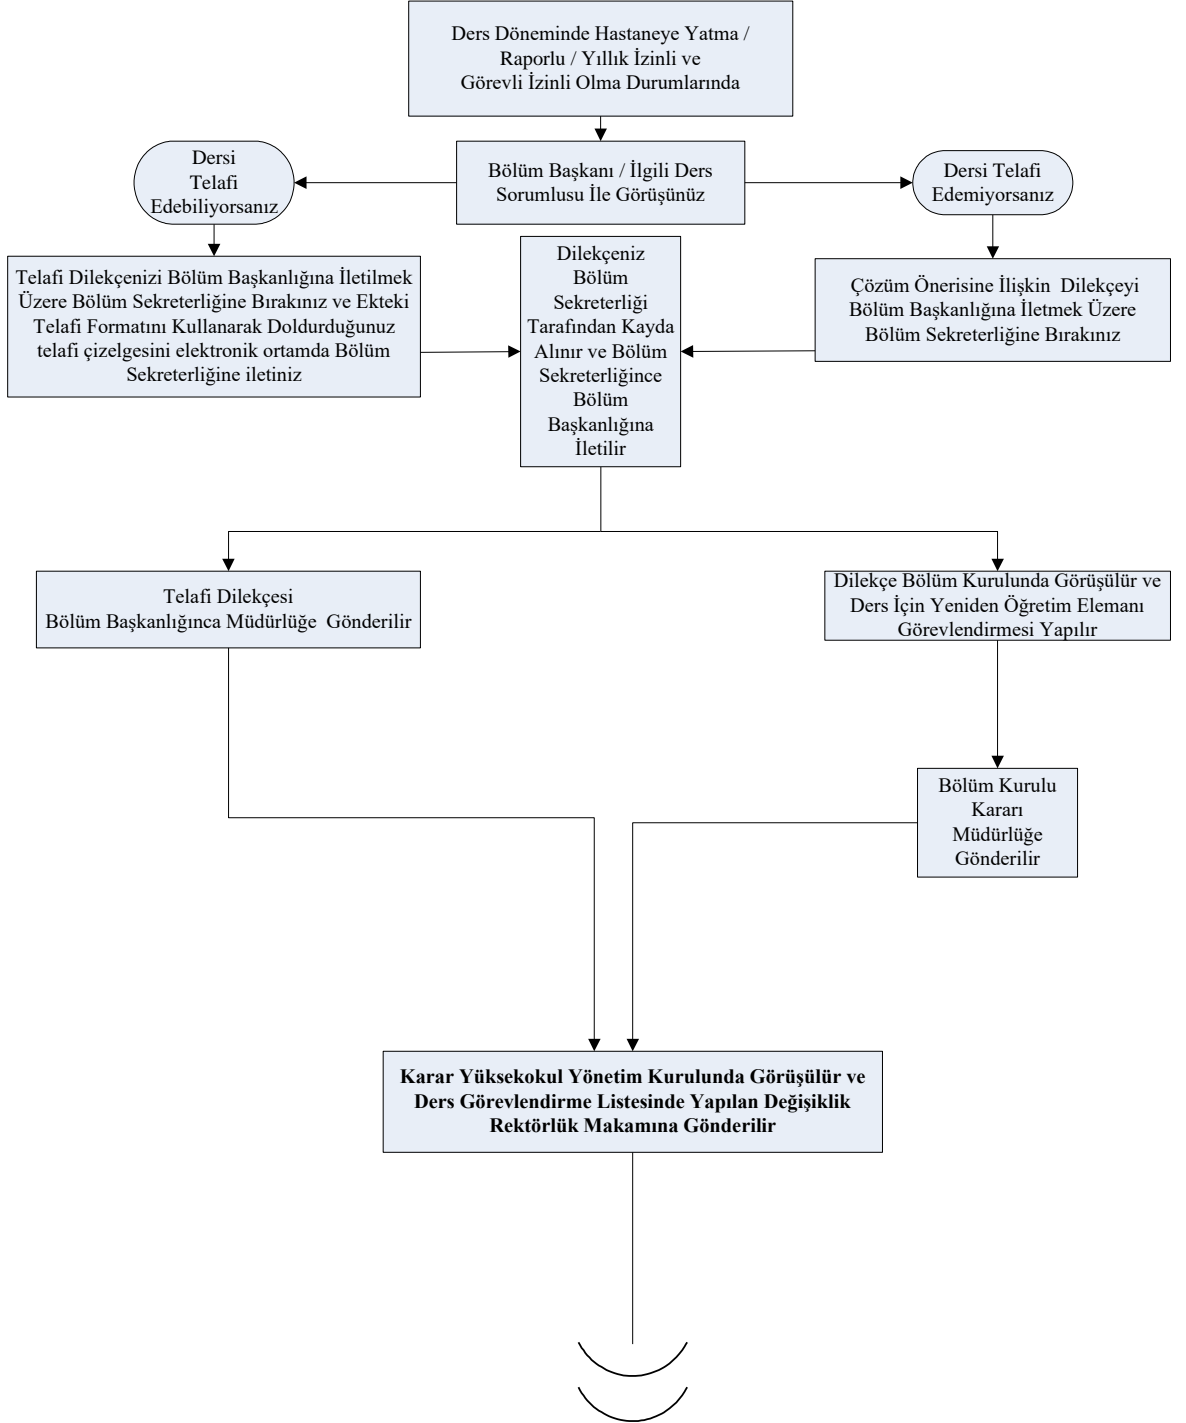 Ders Döneminde Hastaneye Yatma /
Raporlu / Yıllık İzinli ve
Görevli İzinli Olma Durumlarında
Dersi
Telafi
Edebiliyorsanız
Bölüm Başkanı / İlgili Ders
Sorumlusu İle Görüşünüz
Dersi Telafi
Edemiyorsanız
Telafi Dilekçenizi Bölüm Başkanlığına İletilmek
Üzere Bölüm Sekreterliğine Bırakınız ve Ekteki
Telafi Formatını Kullanarak Doldurduğunuz
telafi çizelgesini elektronik ortamda Bölüm
Sekreterliğine iletiniz
Dilekçeniz
Bölüm
Sekreterliği
Tarafından Kayda
Alınır ve Bölüm
Sekreterliğince
Bölüm
Başkanlığına
İletilir
Çözüm Önerisine İlişkin Dilekçeyi
Bölüm Başkanlığına İletmek Üzere
Bölüm Sekreterliğine Bırakınız
Telafi Dilekçesi
Bölüm Başkanlığınca Müdürlüğe Gönderilir
Dilekçe Bölüm Kurulunda Görüşülür ve
Ders İçin Yeniden Öğretim Elemanı
Görevlendirmesi Yapılır
Bölüm Kurulu
Kararı
Müdürlüğe
Gönderilir
Karar Yüksekokul Yönetim Kurulunda Görüşülür ve
Ders Görevlendirme Listesinde Yapılan Değişiklik
Rektörlük Makamına Gönderilir